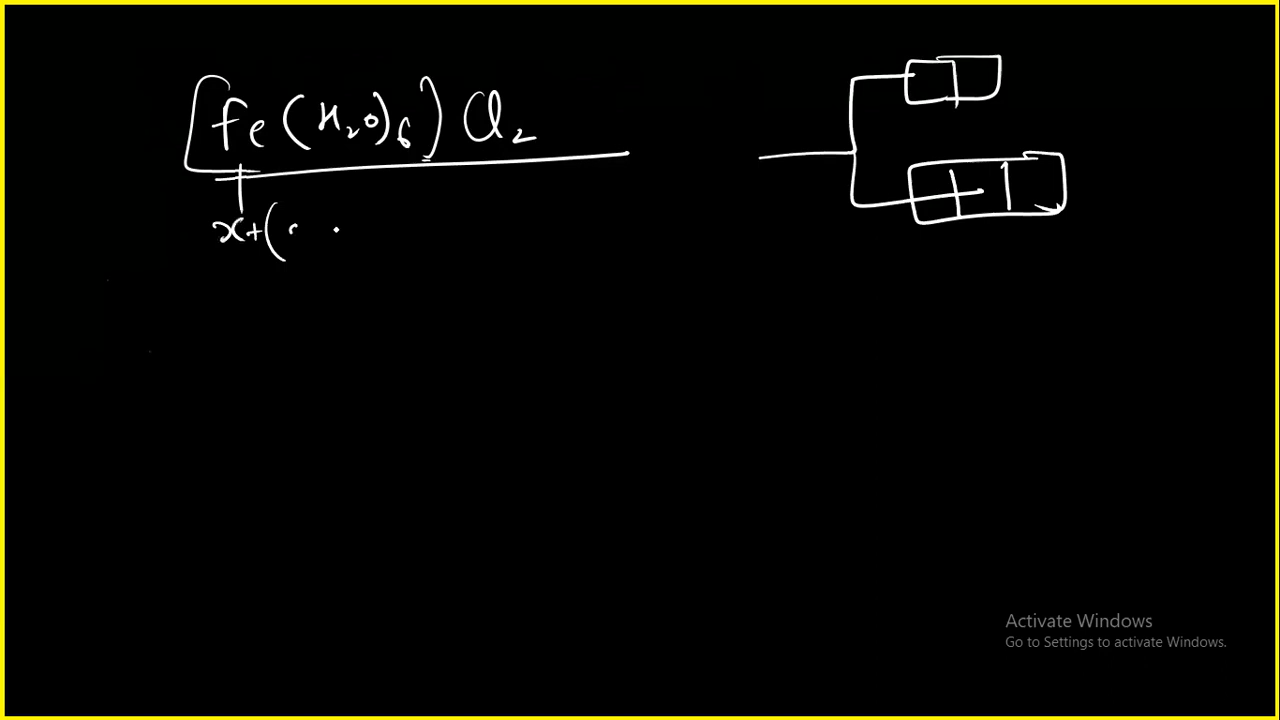 [Fe(H₂O)₆]Cl₂
x+(
Activate Windows
Go to Settings to activate Windows.